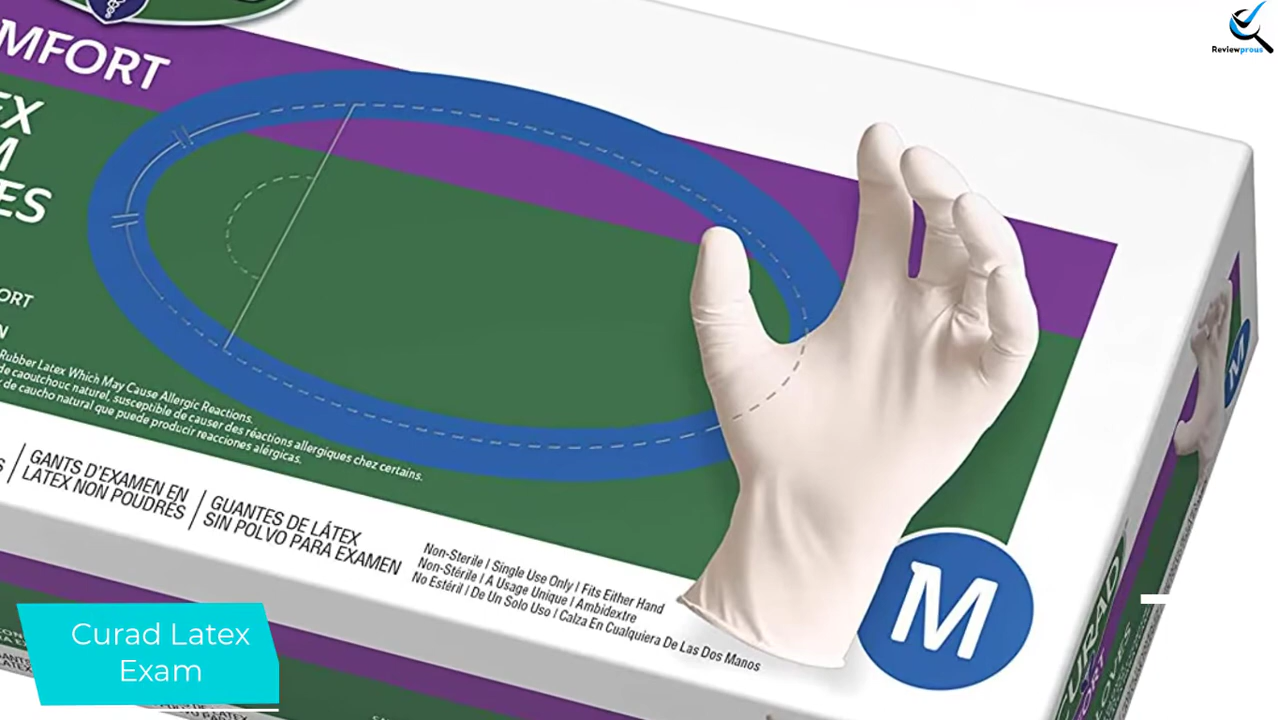 Reviewprous
MFORT
EX
M
ES
ORT
N
Rubber Latex Which May Cause Allergic Reactions.
de caoutchouc naturel, susceptible de causer des réactions allergiques chez certains.
de caucho natural que puede producir reacciones alérgicas.
GANTS D'EXAMEN EN
LATEX NON POUDRÉS
GUANTES DE LÁTEX
SIN POLVO PARA EXAMEN
Non-Sterile | Single Use Only | Fits Either Hand
Non-Stérile | A Usage Unique | Ambidextre
No Estéril | De Un Solo Uso | Calza En Cualquiera De Las Dos Manos
M
M
CURAD
Curad Latex
Exam